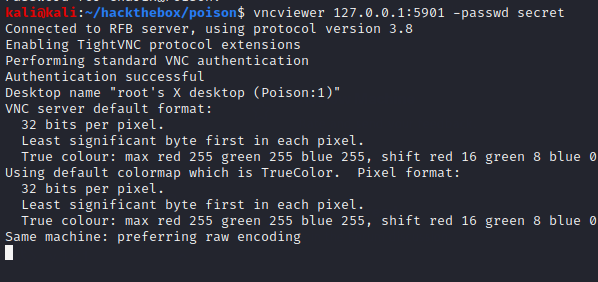 kali@kali:~/hackthebox/poison$ vncviewer 127.0.0.1:5901 -passwd secret
Connected to RFB server, using protocol version 3.8
Enabling TightVNC protocol extensions
Performing standard VNC authentication
Authentication successful
Desktop name "root's X desktop (Poison:1)"
VNC server default format:
  32 bits per pixel.
  Least significant byte first in each pixel.
  True colour: max red 255 green 255 blue 255, shift red 16 green 8 blue 0
Using default colormap which is TrueColor.  Pixel format:
  32 bits per pixel.
  Least significant byte first in each pixel.
  True colour: max red 255 green 255 blue 255, shift red 16 green 8 blue 0
Same machine: preferring raw encoding